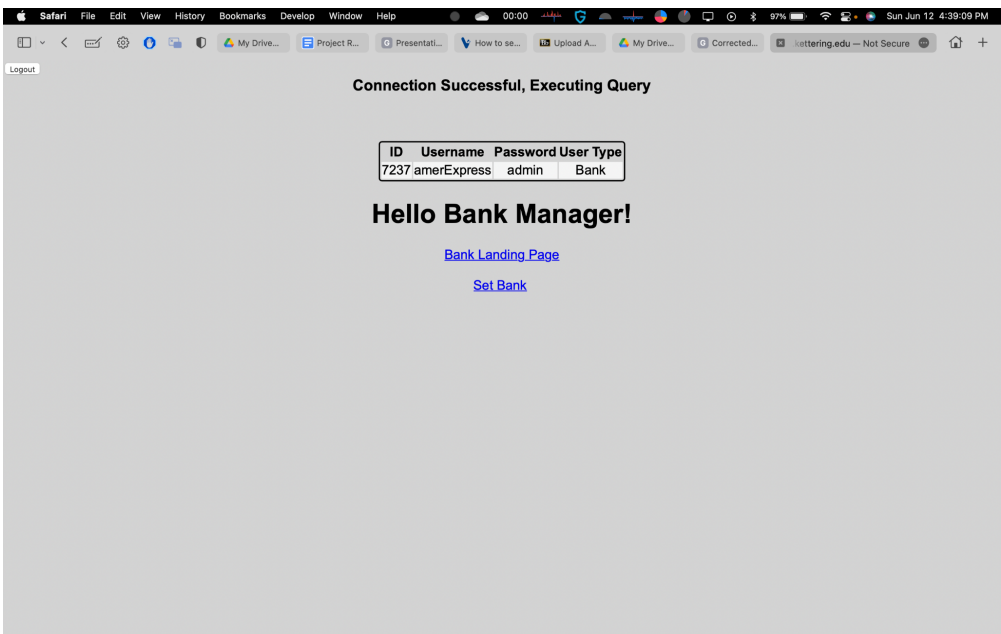 Safari File Edit View History Bookmarks Develop Window Help 00:00 97% Sun Jun 12 4:39:09 PM
My Drive... Project R... Presentati... How to se... Upload A... My Drive... Corrected... kettering.edu — Not Secure
Logout
Connection Successful, Executing Query
ID Username Password User Type
7237 amerExpress admin Bank
Hello Bank Manager!
Bank Landing Page
Set Bank